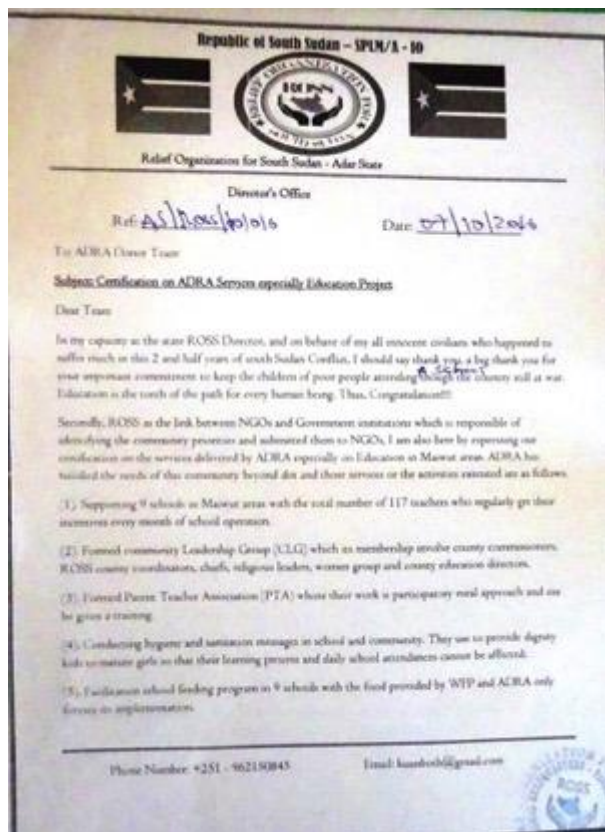 Republic of South Sudan – SPLM/A - IO
RELIEF ORGANIZATION FOR
ROSS
Relief Organization for South Sudan - Adar State
Director's Office
Ref: AS/Ross/
Date: 07/10/2016
To: ADRA Donor Team
Subject: Certification on ADRA Services especially Education Project
Dear Team
In my capacity as the state ROSS Director, and on behave of my all innocent civilians who happened to
suffer much in this 2 and half years of south Sudan Conflict, I should say thank you, a big thank you for
your important commitment to keep the children of poor people attending though the country still at war.
Education is the torch of the path for every human being. Thus, Congratulation!!!
Secondly, ROSS as the link between NGOs and Government institutions which is responsible of
identifying the community priorities and submitted them to NGOs, I am also here by expressing our
certification on the services delivered by ADRA especially on Education in Maiwut areas. ADRA has
satisfied the needs of this community beyond and those services or the activities executed are as follows
(1). Supporting 9 schools in Maiwut areas with the total number of 117 teachers who regularly get their
incentives every month of school operation.
(2). Formed community Leadership Group (CLG) which its membership involve county commissioners,
ROSS county coordinators, chiefs, religious leaders, women group and county education directors.
(3). Formed Parent Teacher Association (PTA) whose their work is participatory rural approach and
be given a training
(4). Conducting hygiene and sanitation messages in school and community. They use to provide dignity
kids to mature girls so that their learning process and daily school attendances cannot be affected.
(5). Facilitation school feeding program in 9 schools with the food provided by WFP and ADRA only
its implementation.
Phone Number: +251 - 962150845
Email: @gmail.com
ROSS